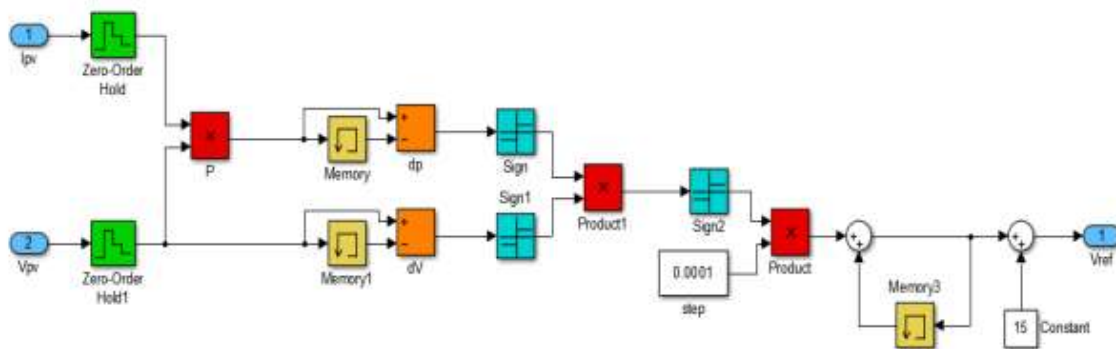 1
Ipv
Zero-Order
Hold
×
P
+
−
dp
Memory
Sign
Sign1
×
Product1
Sign2
2
Vpv
Zero-Order
Hold1
Memory1
+
−
dV
0.0001
step
×
Product
+
+
Memory3
+
+
15
Constant
1
Vref